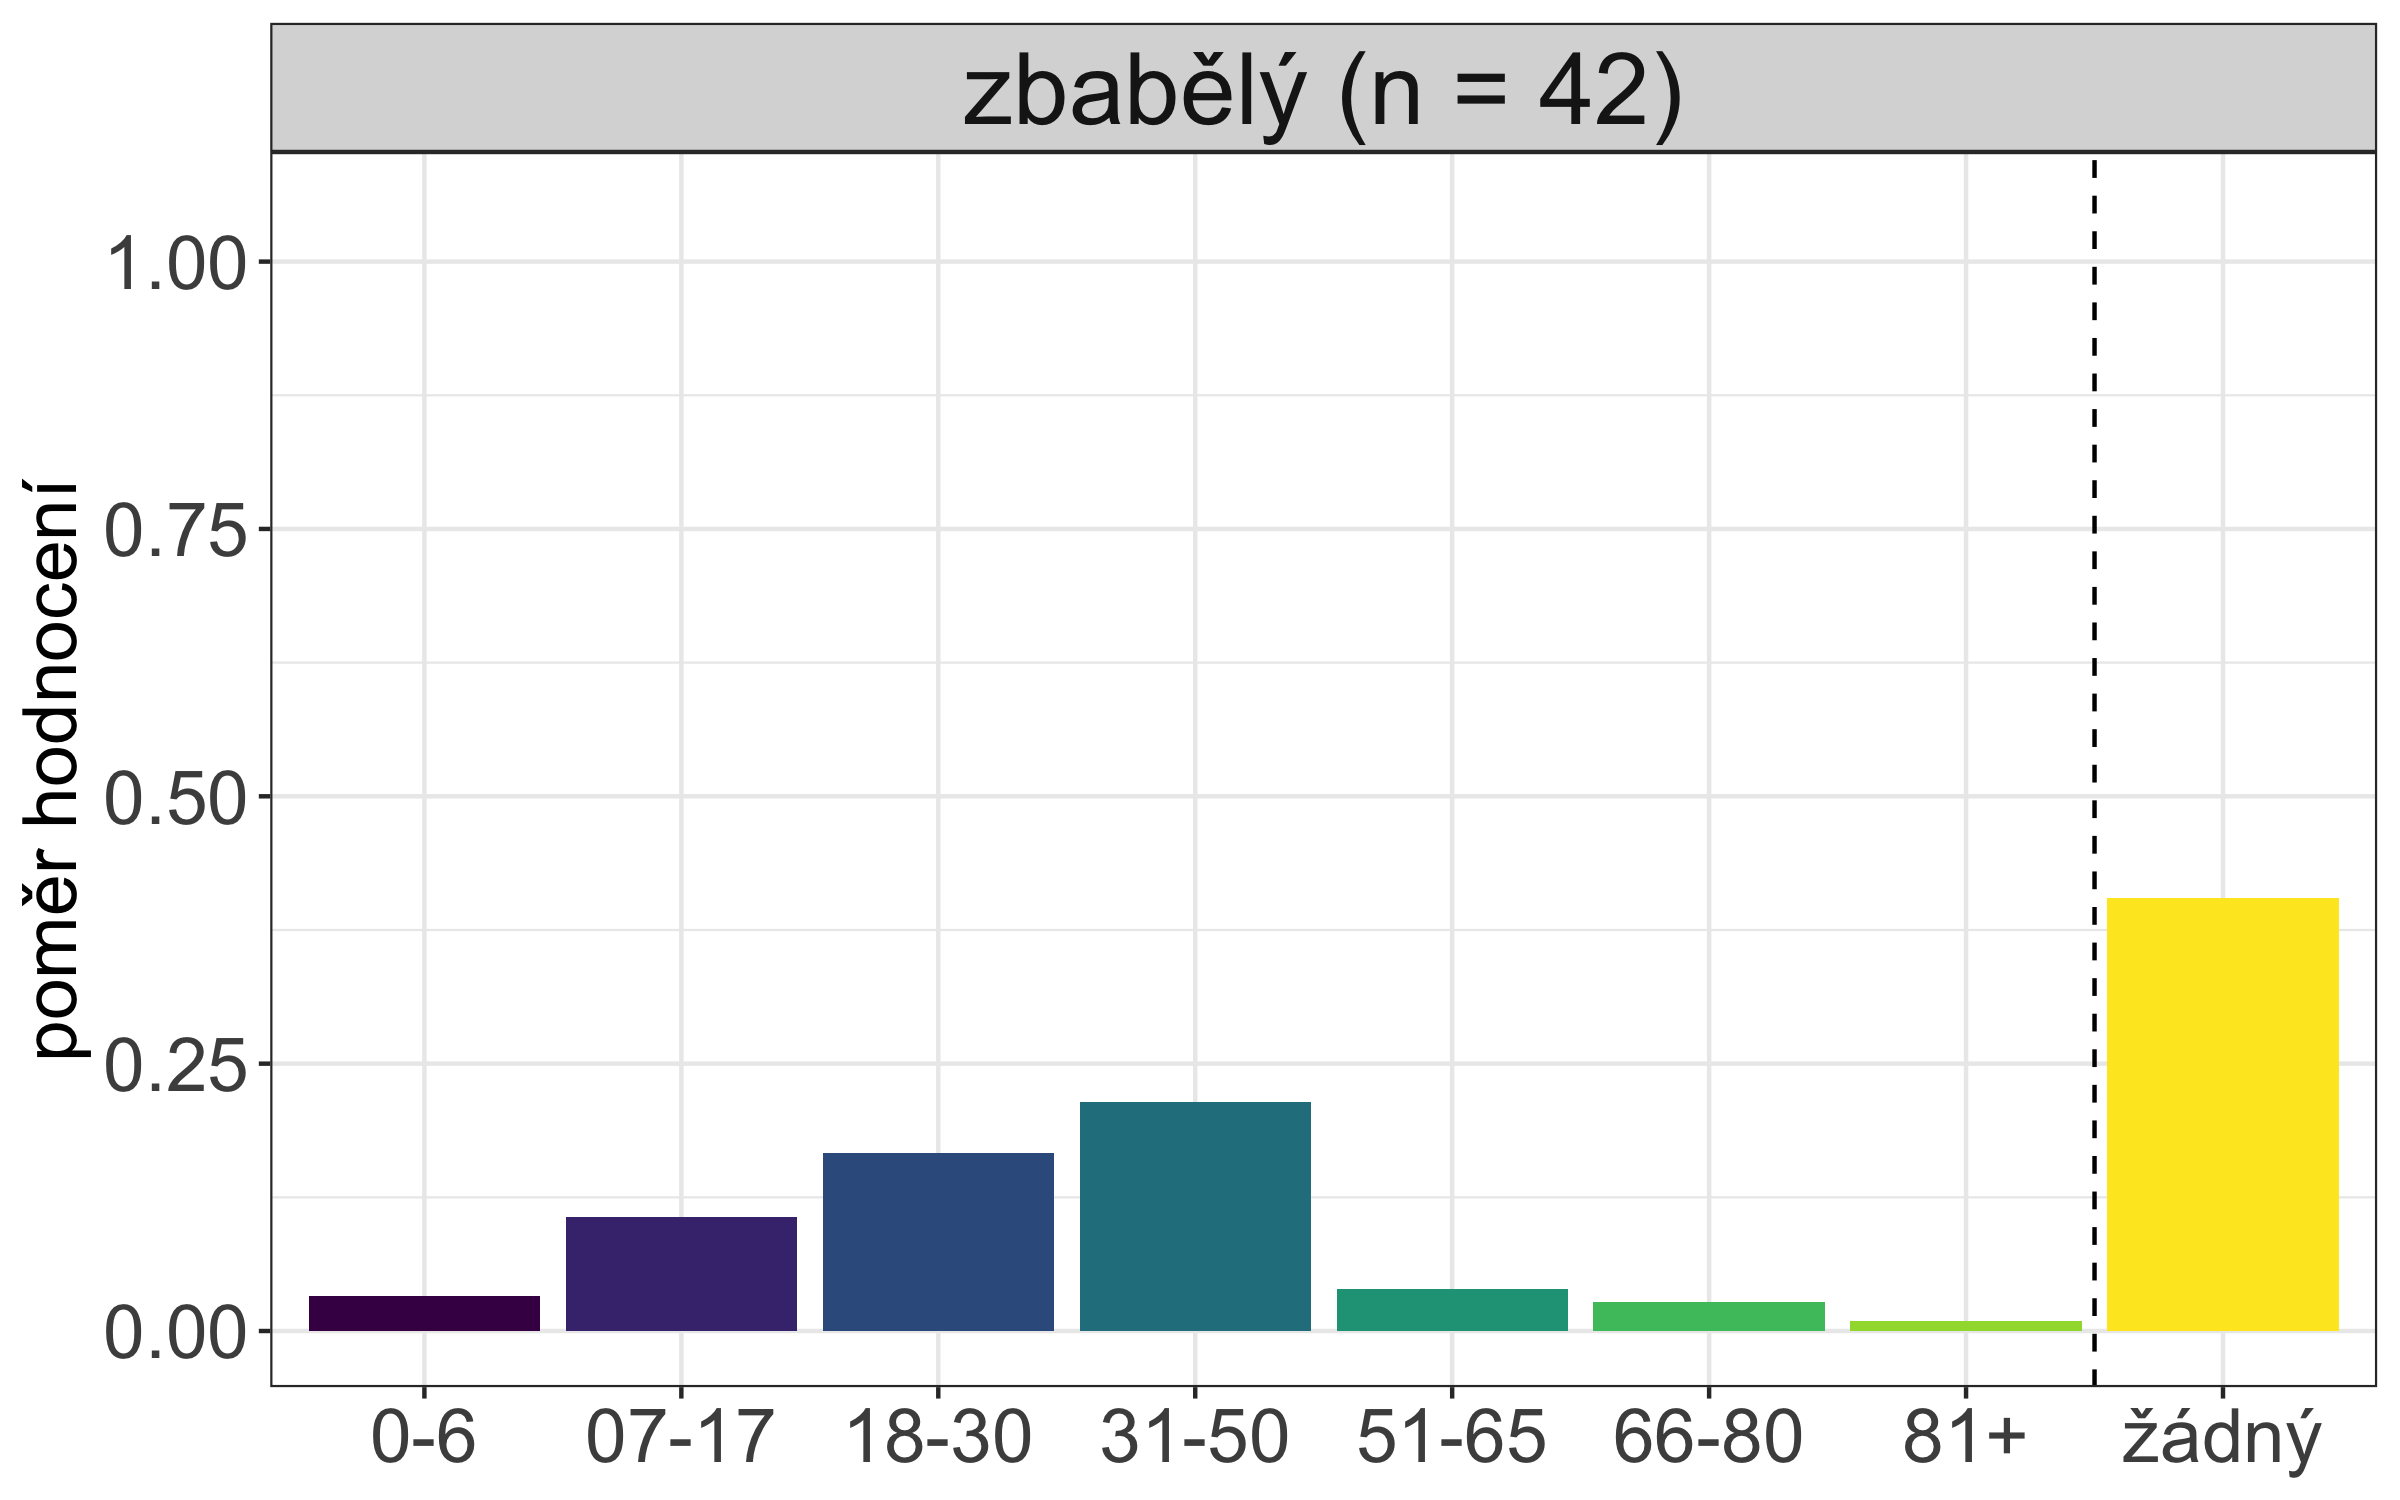 zbabělý (n = 42)
poměr hodnocení
1.00
0.75
0.50
0.25
0.00
0-6 07-17 18-30 31-50 51-65 66-80 81+ žádný